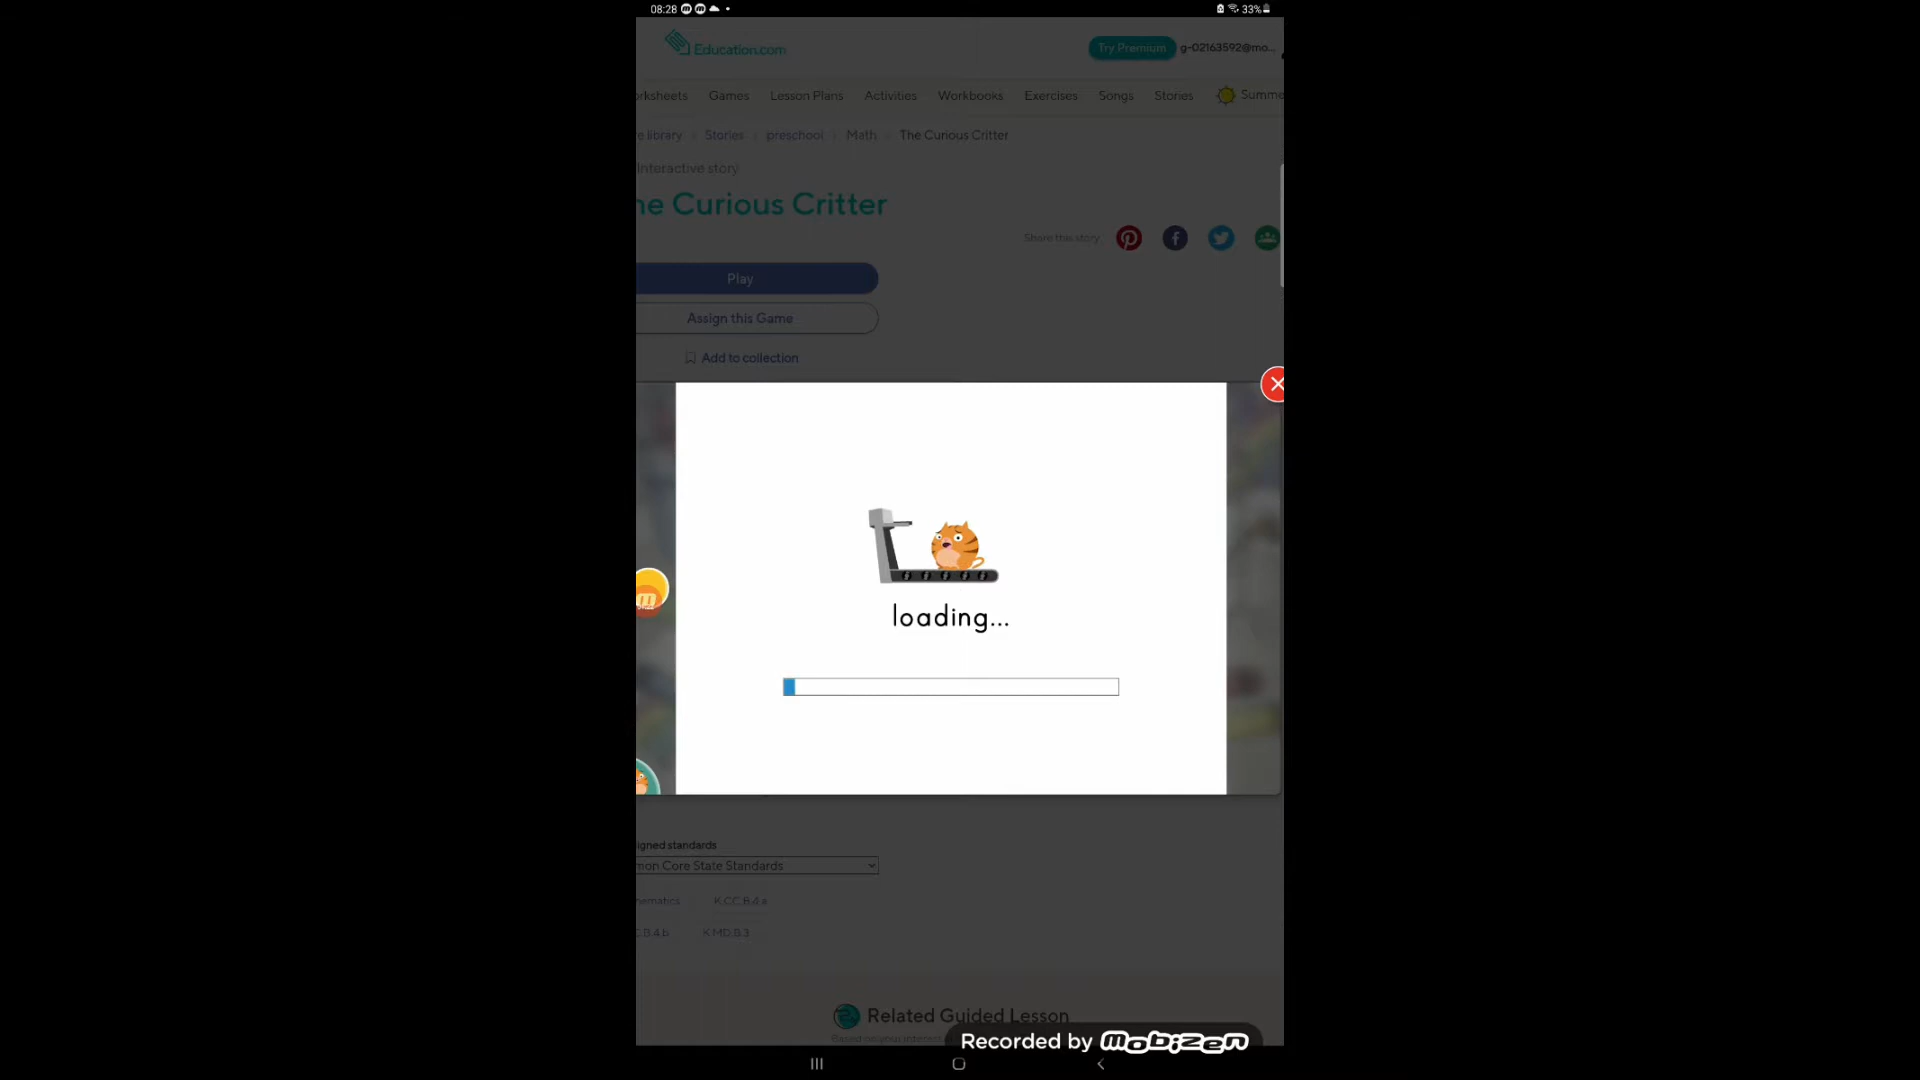 08:28
33%
Education.com
Try Premium g-02163592@mo...
orksheets Games Lesson Plans Activities Workbooks Exercises Songs Stories Summe
e library Stories preschool Math The Curious Critter
Interactive story
he Curious Critter
Share this story
Play
Assign this Game
Add to collection
loading...
igned standards
mon Core State Standards
hematics K.CC.B.4.a
C.B.4.b K.MD.B.3
Related Guided Lesson
Recorded by Mobizen